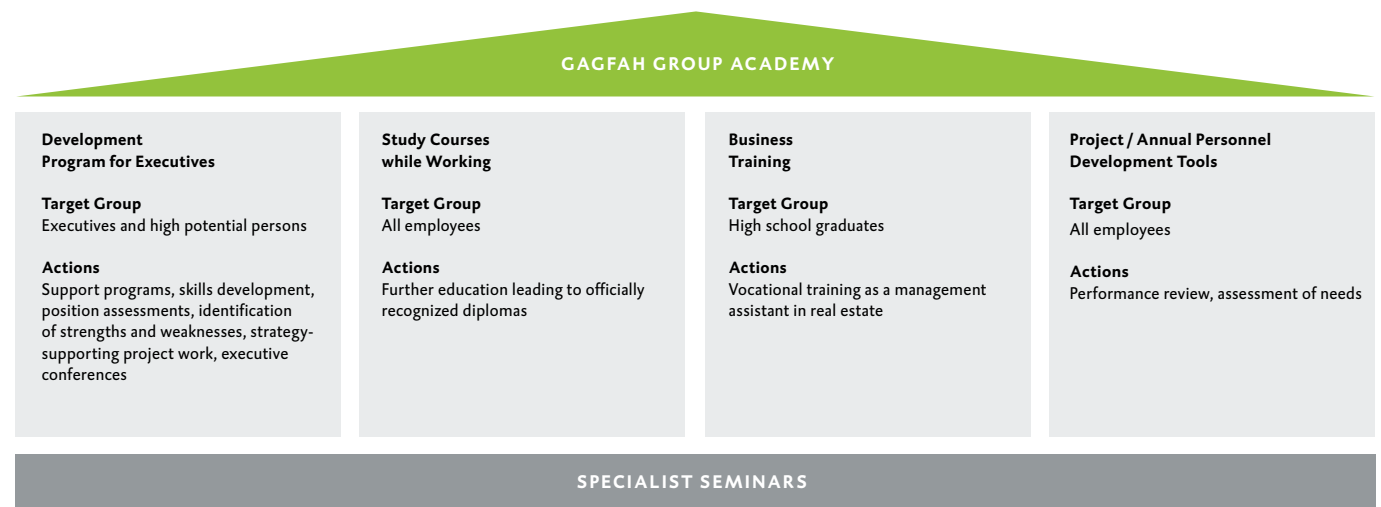 GAGFAH GROUP ACADEMY
Development
Program for Executives
Target Group
Executives and high potential persons
Actions
Support programs, skills development,
position assessments, identification
of strengths and weaknesses, strategy-
supporting project work, executive
conferences
Study Courses
while Working
Target Group
All employees
Actions
Further education leading to officially
recognized diplomas
Business
Training
Target Group
High school graduates
Actions
Vocational training as a management
assistant in real estate
Project / Annual Personnel
Development Tools
Target Group
All employees
Actions
Performance review, assessment of needs
SPECIALIST SEMINARS